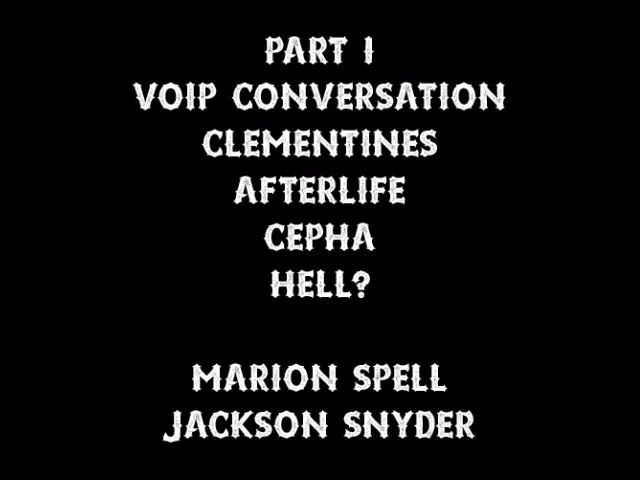 PART I
VOIP CONVERSATION
CLEMENTINES
AFTERLIFE
CEPHA
HELL?
MARION SPELL
JACKSON SNYDER